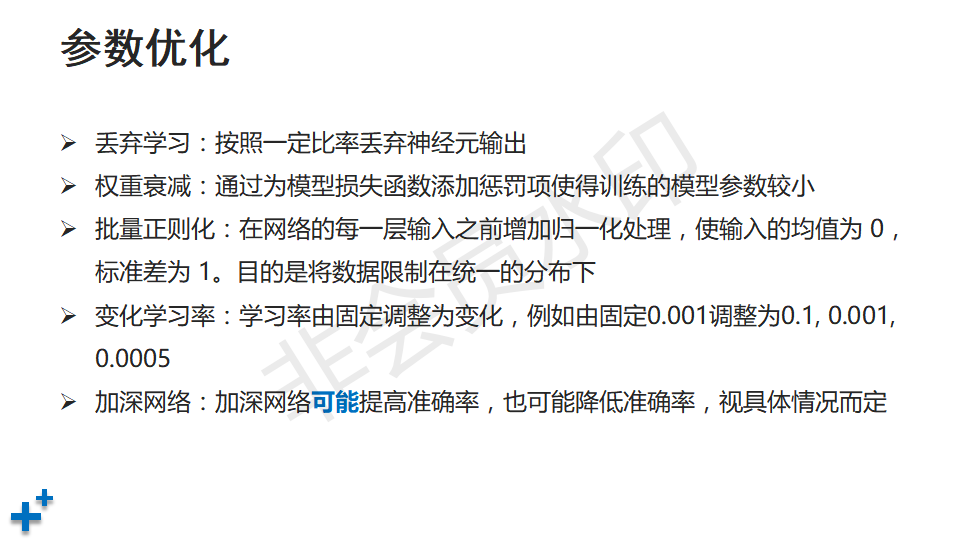 参数优化
丢弃学习：按照一定比率丢弃神经元输出
权重衰减：通过为模型损失函数添加惩罚项使得训练的模型参数较小
批量正则化：在网络的每一层输入之前增加归一化处理，使输入的均值为 0，
标准差为 1。目的是将数据限制在统一的分布下
变化学习率：学习率由固定调整为变化，例如由固定0.001调整为0.1, 0.001,
0.0005
加深网络：加深网络可能提高准确率，也可能降低准确率，视具体情况而定
非会员水印